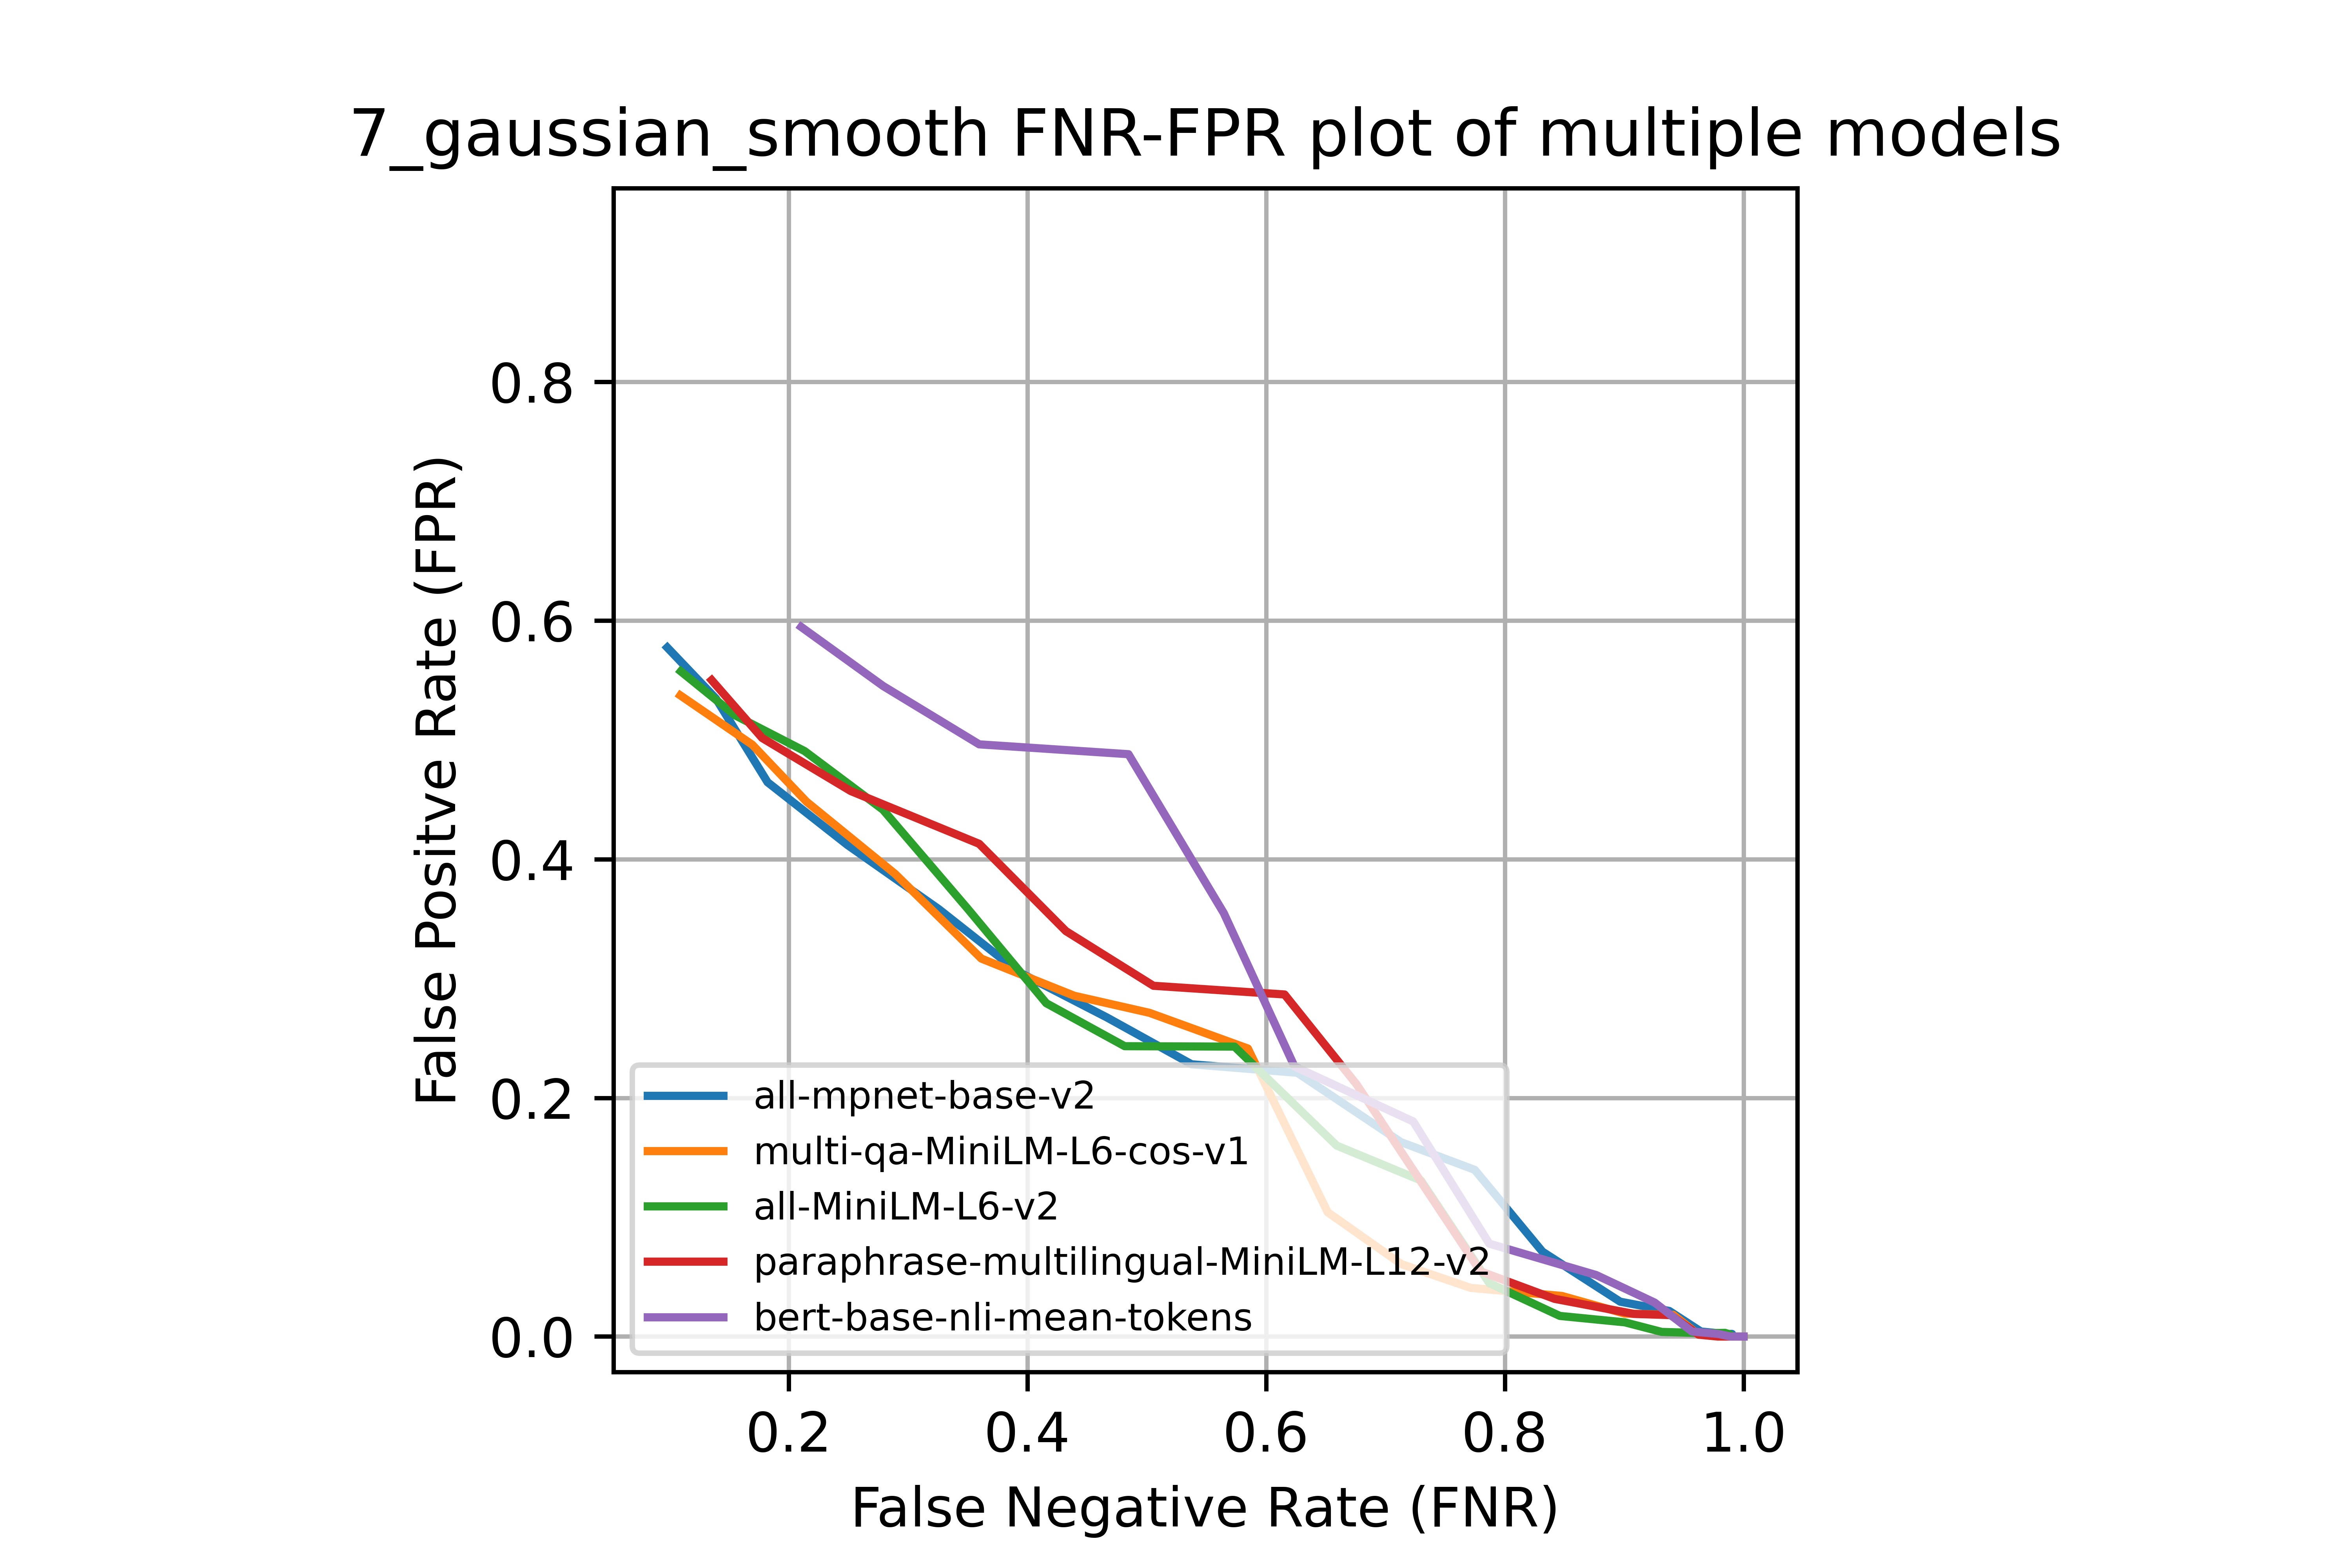 7_gaussian_smooth FNR-FPR plot of multiple models
False Positve Rate (FPR)
0.8
0.6
0.4
0.2
0.0
all-mpnet-base-v2
multi-qa-MiniLM-L6-cos-v1
all-MiniLM-L6-v2
paraphrase-multilingual-MiniLM-L12-v2
bert-base-nli-mean-tokens
0.2 0.4 0.6 0.8 1.0
False Negative Rate (FNR)